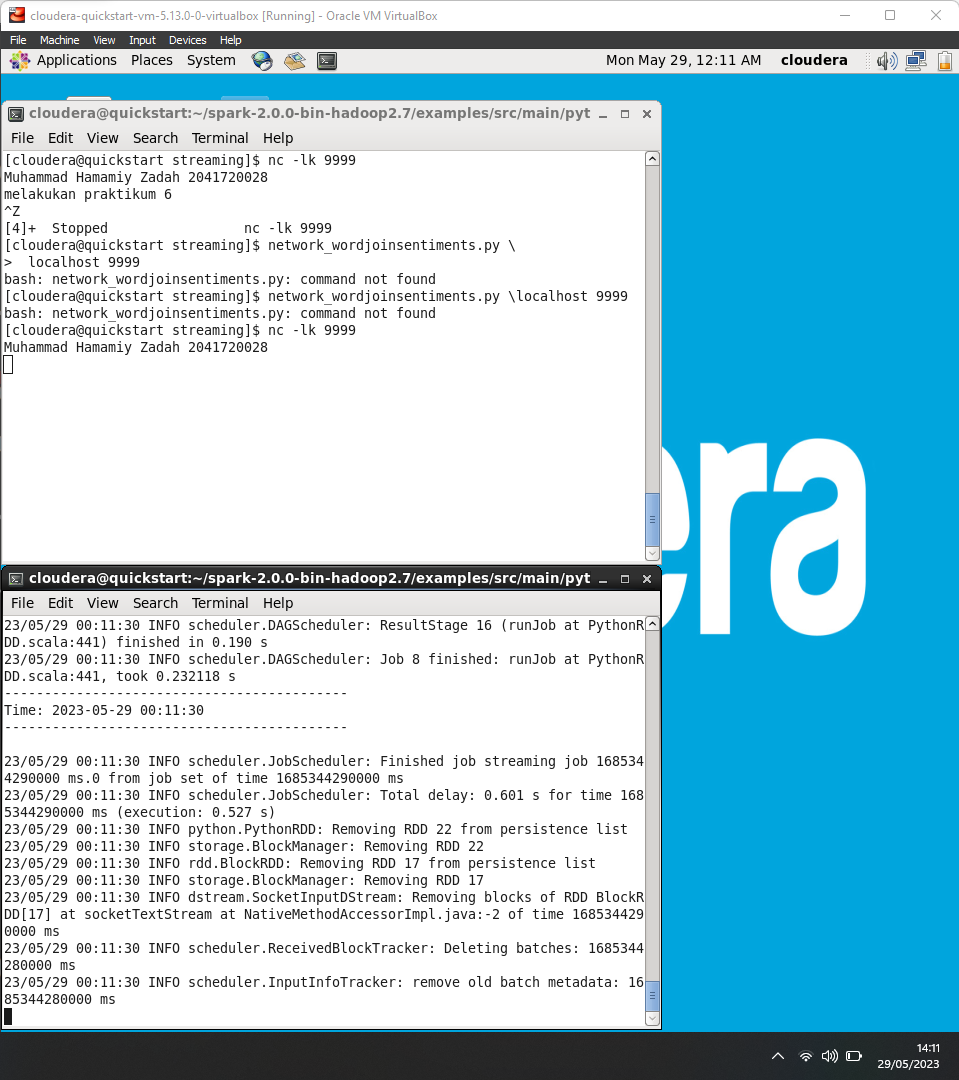 cloudera-quickstart-vm-5.13.0-0-virtualbox [Running] - Oracle VM VirtualBox
File Machine View Input Devices Help
Applications Places System Mon May 29, 12:11 AM cloudera
cloudera@quickstart:~/spark-2.0.0-bin-hadoop2.7/examples/src/main/pyt
File Edit View Search Terminal Help
[cloudera@quickstart streaming]$ nc -lk 9999
Muhammad Hamamiy Zadah 2041720028
melakukan praktikum 6
^Z
[4]+  Stopped                 nc -lk 9999
[cloudera@quickstart streaming]$ network_wordjoinsentiments.py \
>  localhost 9999
bash: network_wordjoinsentiments.py: command not found
[cloudera@quickstart streaming]$ network_wordjoinsentiments.py \localhost 9999
bash: network_wordjoinsentiments.py: command not found
[cloudera@quickstart streaming]$ nc -lk 9999
Muhammad Hamamiy Zadah 2041720028
era
cloudera@quickstart:~/spark-2.0.0-bin-hadoop2.7/examples/src/main/pyt
File Edit View Search Terminal Help
23/05/29 00:11:30 INFO scheduler.DAGScheduler: ResultStage 16 (runJob at PythonR
DD.scala:441) finished in 0.190 s
23/05/29 00:11:30 INFO scheduler.DAGScheduler: Job 8 finished: runJob at PythonR
DD.scala:441, took 0.232118 s
-------------------------------------------
Time: 2023-05-29 00:11:30
-------------------------------------------
23/05/29 00:11:30 INFO scheduler.JobScheduler: Finished job streaming job 168534
4290000 ms.0 from job set of time 1685344290000 ms
23/05/29 00:11:30 INFO scheduler.JobScheduler: Total delay: 0.601 s for time 168
5344290000 ms (execution: 0.527 s)
23/05/29 00:11:30 INFO python.PythonRDD: Removing RDD 22 from persistence list
23/05/29 00:11:30 INFO storage.BlockManager: Removing RDD 22
23/05/29 00:11:30 INFO rdd.BlockRDD: Removing RDD 17 from persistence list
23/05/29 00:11:30 INFO storage.BlockManager: Removing RDD 17
23/05/29 00:11:30 INFO dstream.SocketInputDStream: Removing blocks of RDD BlockR
DD[17] at socketTextStream at NativeMethodAccessorImpl.java:-2 of time 168534429
0000 ms
23/05/29 00:11:30 INFO scheduler.ReceivedBlockTracker: Deleting batches: 1685344
280000 ms
23/05/29 00:11:30 INFO scheduler.InputInfoTracker: remove old batch metadata: 16
85344280000 ms
14:11
29/05/2023